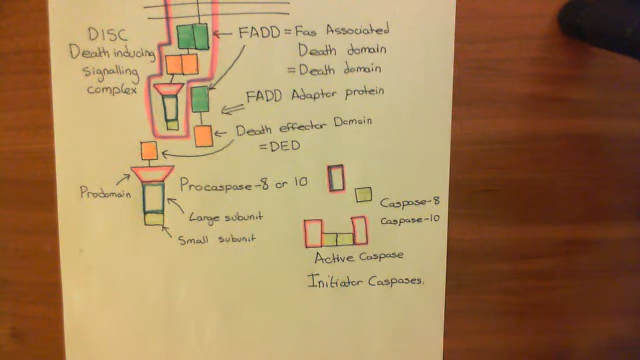 DISC
Death inducing
signalling
complex
FADD = Fas Associated
Death domain
= Death domain
FADD Adaptor protein
Death effector Domain
= DED
Prodomain
Procaspase-8 or 10
Large subunit
Small subunit
Caspase-8
Caspase-10
Active Caspase
Initiator Caspases.